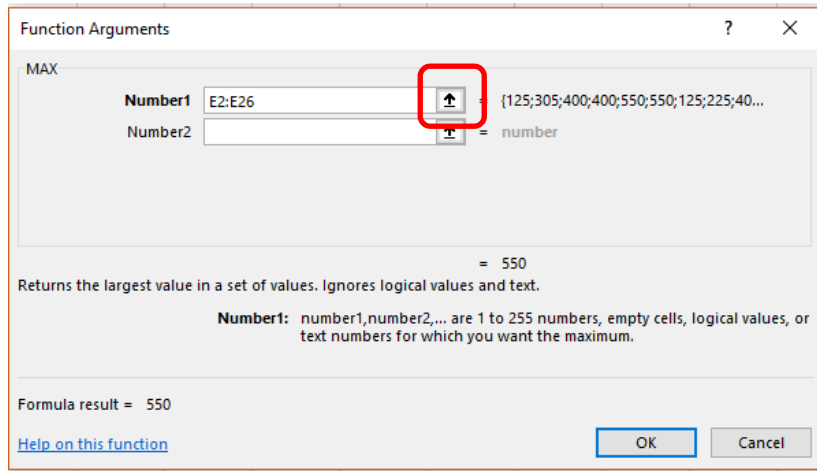 Function Arguments ? ×
MAX
Number1 E2:E26 = {125;305;400;400;550;550;125;225;40...
Number2 = number
= 550
Returns the largest value in a set of values. Ignores logical values and text.
Number1: number1,number2,... are 1 to 255 numbers, empty cells, logical values, or
text numbers for which you want the maximum.
Formula result = 550
Help on this function OK Cancel